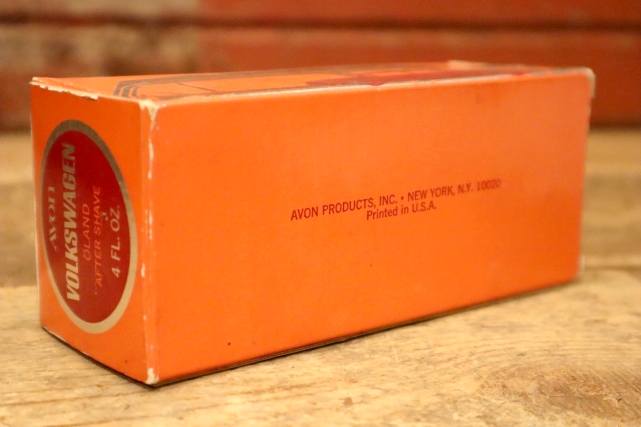 AVON
VOLKSWAGEN
OLAND
AFTER SHAVE
4 FL. OZ.
AVON PRODUCTS, INC. • NEW YORK, N.Y. 10020
Printed in U.S.A.